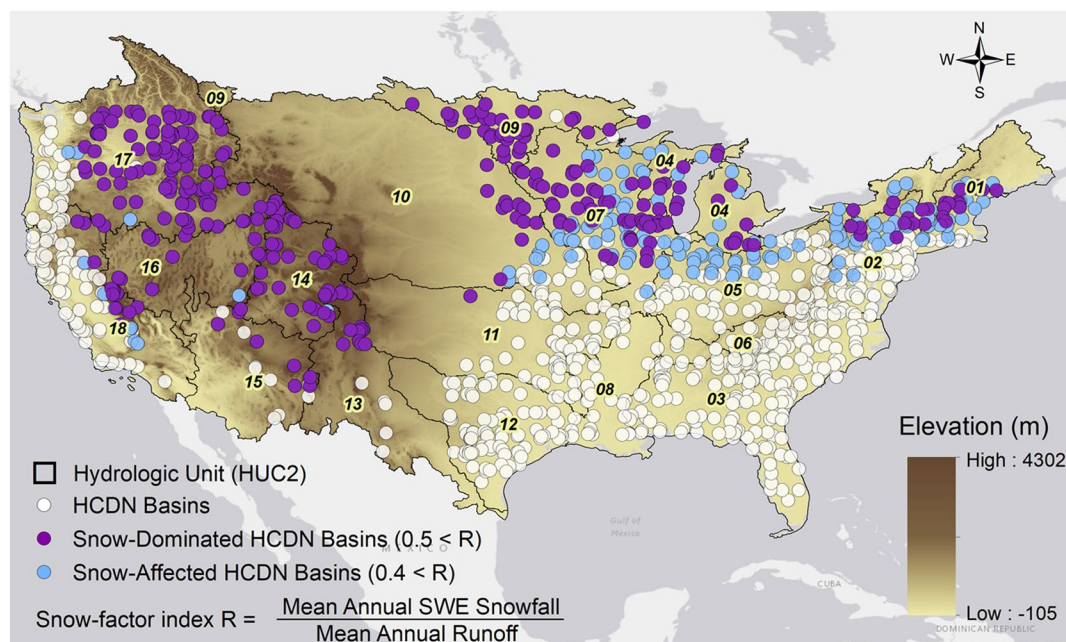 N
W E
S
09
17
09
04
01
10
07
04
16
14
02
05
18
11
06
15
08
03
13
12
Elevation (m)
High : 4302
Hydrologic Unit (HUC2)
HCDN Basins
Gulf of
Mexico
Snow-Dominated HCDN Basins (0.5 < R)
MEXICO
Snow-Affected HCDN Basins (0.4 < R)
CUBA
Snow-factor index R = Mean Annual SWE Snowfall
Mean Annual Runoff
Low : -105
DOMINICAN REPUBLIC